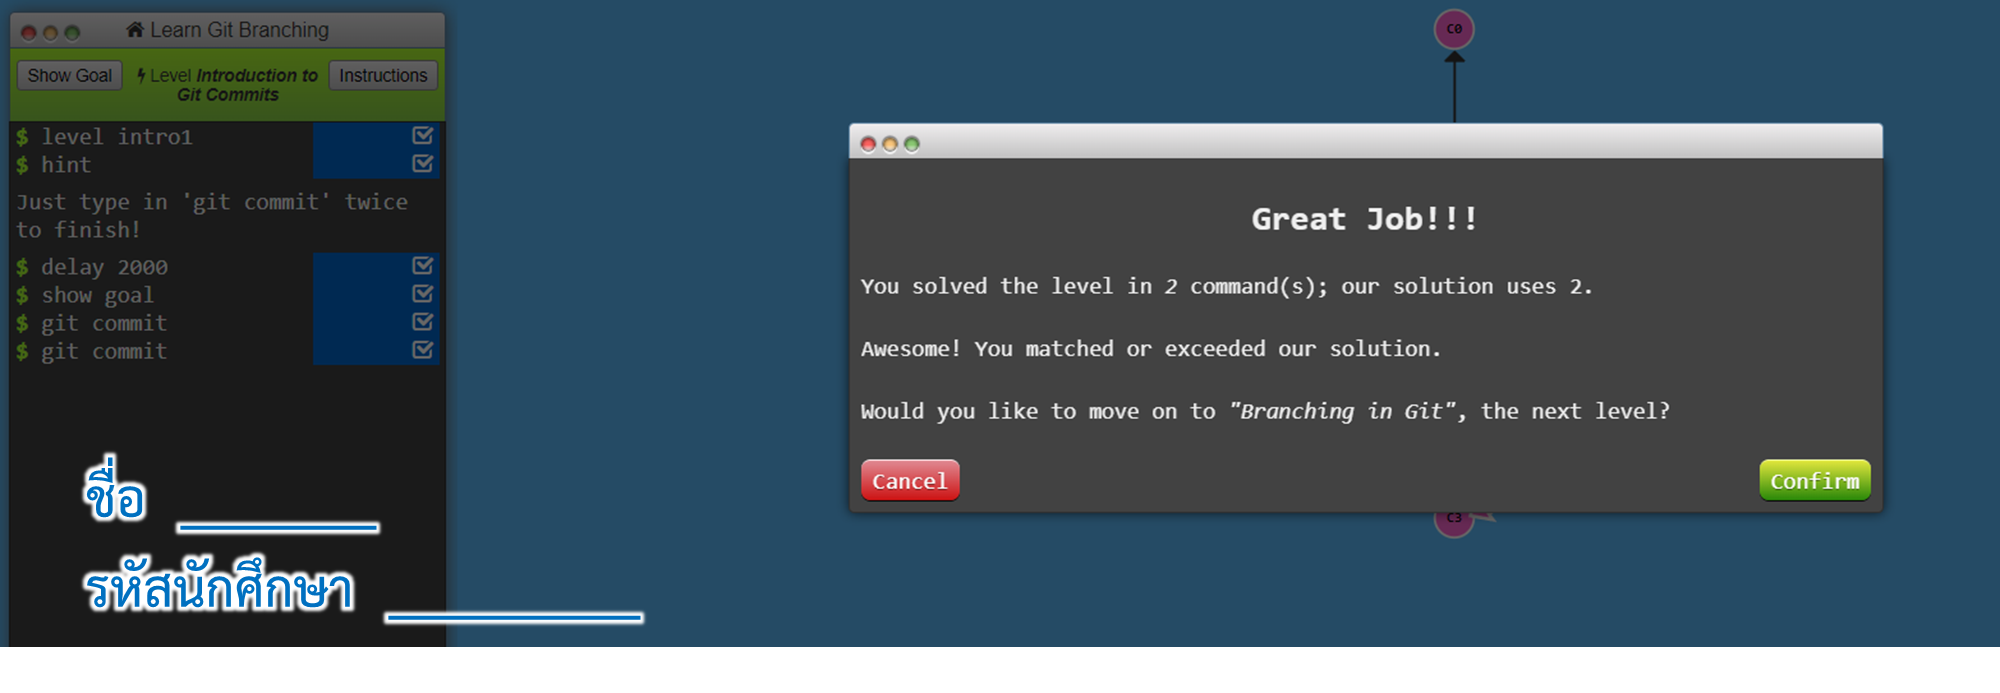 Learn Git Branching
Show Goal
Level Introduction to
Git Commits
Instructions
$ level intro1
$ hint
Just type in 'git commit' twice
to finish!
$ delay 2000
$ show goal
$ git commit
$ git commit
ชื่อ
รหัสนักศึกษา
C0
Great Job!!!
You solved the level in 2 command(s); our solution uses 2.
Awesome! You matched or exceeded our solution.
Would you like to move on to "Branching in Git", the next level?
Cancel
Confirm
C3